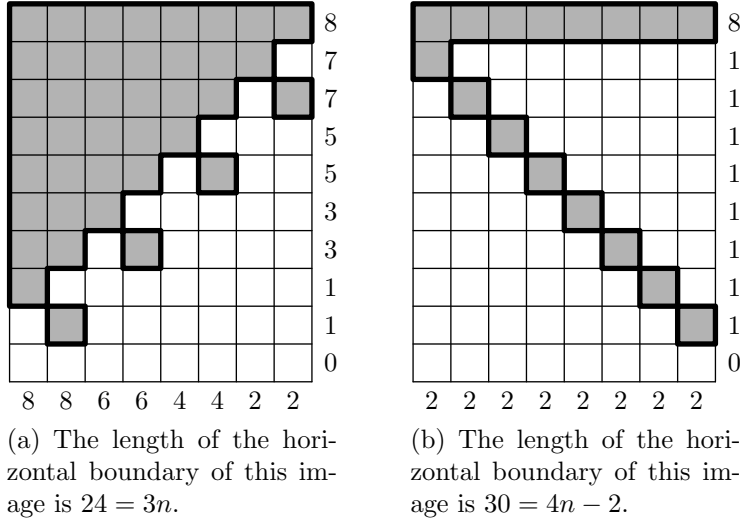 8 8
7 1
7 1
5 1
5 1
3 1
3 1
1 1
1 1
0 0
8 8 6 6 4 4 2 2 2 2 2 2 2 2 2 2
(a) The length of the hori-
zontal boundary of this im-
age is 24 = 3n.
(b) The length of the hori-
zontal boundary of this im-
age is 30 = 4n − 2.